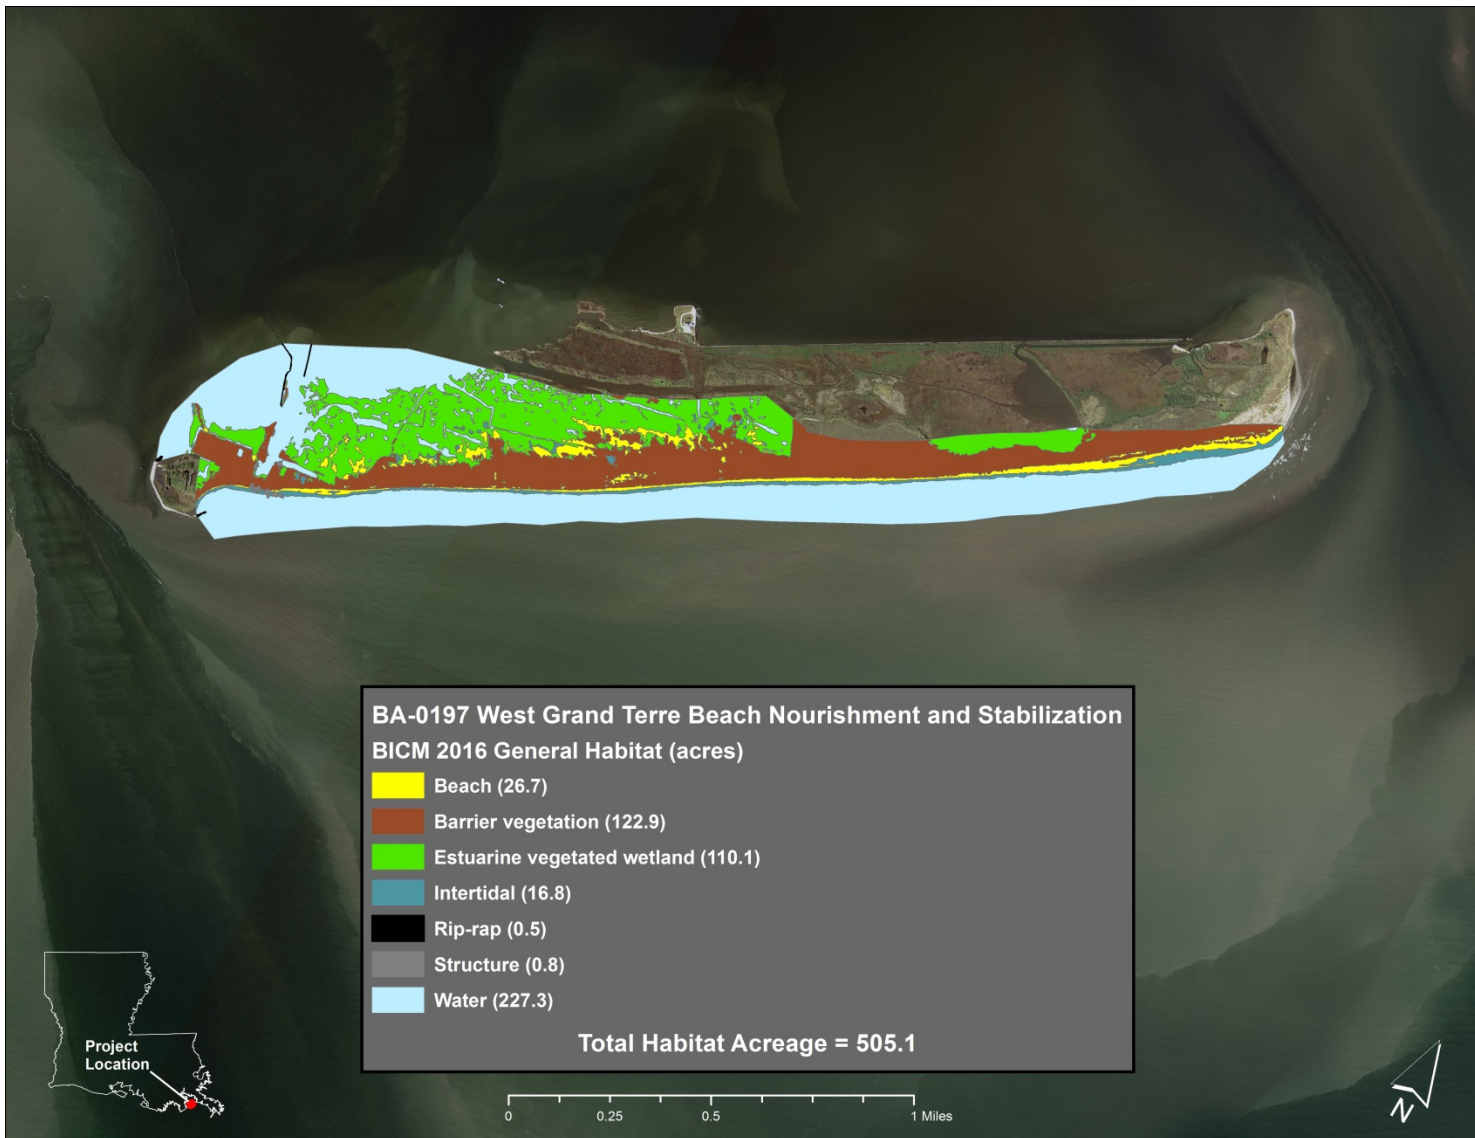 BA-0197 West Grand Terre Beach Nourishment and Stabilization
BICM 2016 General Habitat (acres)
Beach (26.7)
Barrier vegetation (122.9)
Estuarine vegetated wetland (110.1)
Intertidal (16.8)
Rip-rap (0.5)
Structure (0.8)
Water (227.3)
Total Habitat Acreage = 505.1
Project
Location
0 0.25 0.5 1 Miles
N